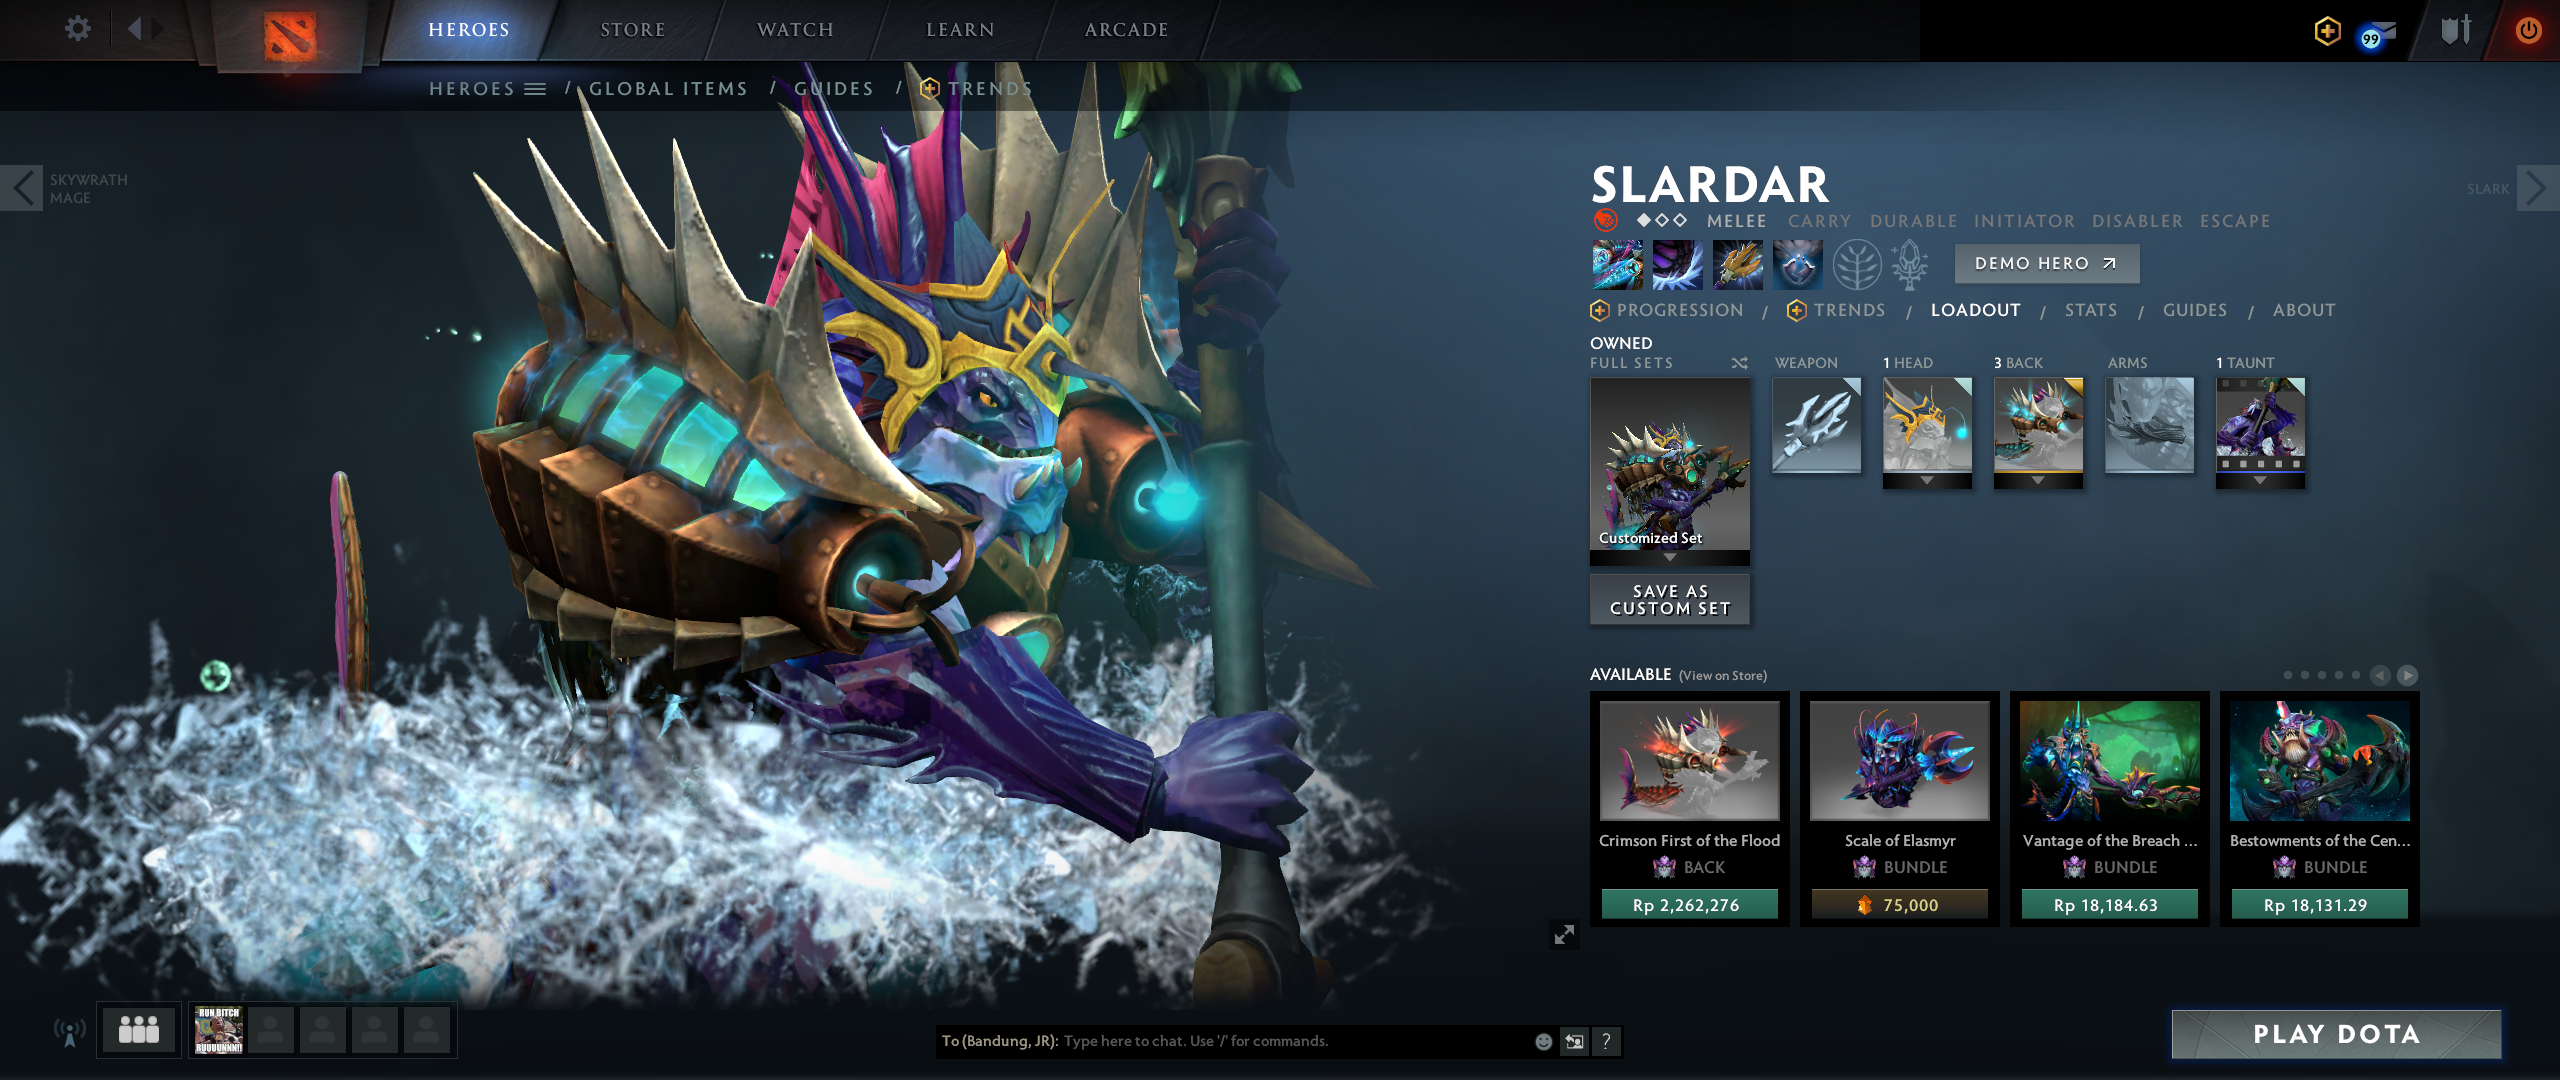 HEROES
STORE
WATCH
LEARN
ARCADE
99
HEROES / GLOBAL ITEMS / GUIDES / TRENDS
SKYWRATH
MAGE
SLARK
SLARDAR
MELEE CARRY DURABLE INITIATOR DISABLER ESCAPE
DEMO HERO
PROGRESSION / TRENDS / LOADOUT / STATS / GUIDES / ABOUT
OWNED
FULL SETS
WEAPON
1 HEAD
3 BACK
ARMS
1 TAUNT
Customized Set
SAVE AS
CUSTOM SET
AVAILABLE (View on Store)
Crimson First of the Flood
BACK
Rp 2,262,276
Scale of Elasmyr
BUNDLE
75,000
Vantage of the Breach ...
BUNDLE
Rp 18,184.63
Bestowments of the Cen...
BUNDLE
Rp 18,131.29
RUN BITCH
RUUUUNNN!!
To (Bandung, JR): Type here to chat. Use '/' for commands.
?
PLAY DOTA